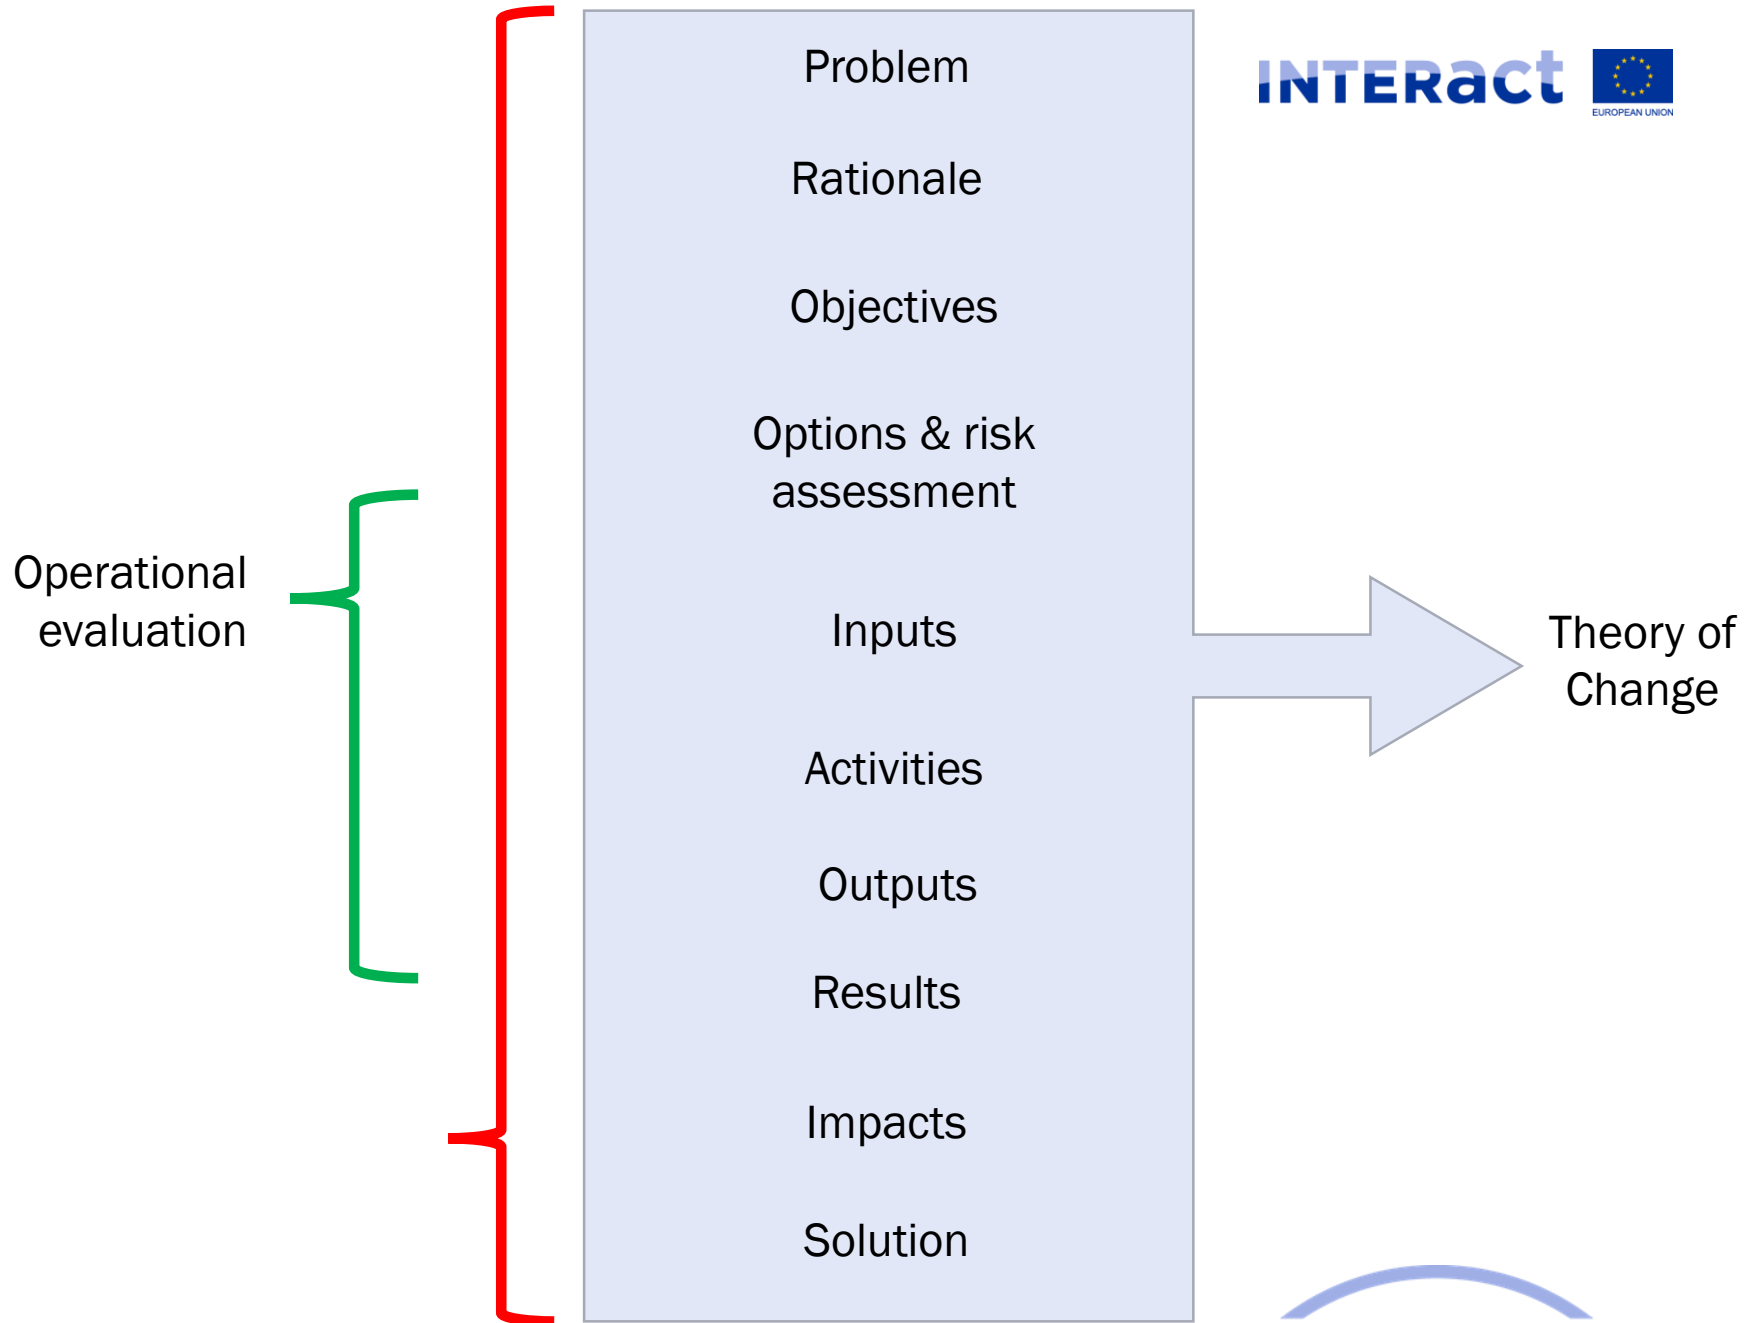 Problem
INTERact
EUROPEAN UNION
Rationale
Objectives
Options & risk
assessment
Operational
evaluation
Inputs
Theory of
Change
Activities
Outputs
Results
Impacts
Solution